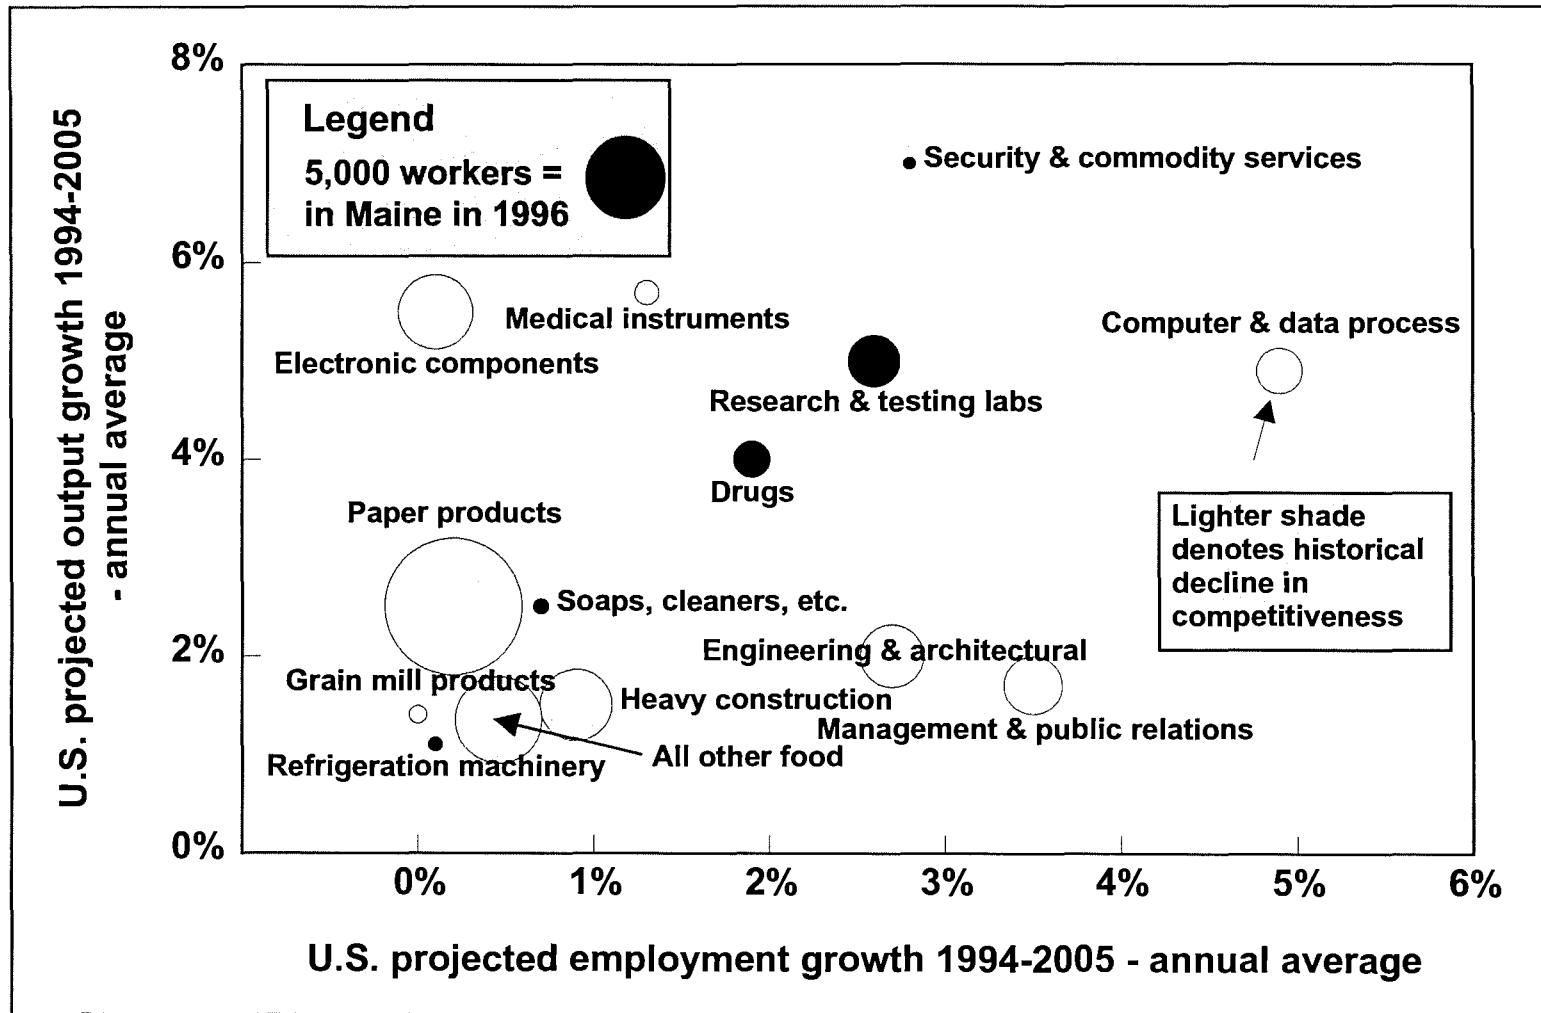 8%
Legend
5,000 workers =
in Maine in 1996
Security & commodity services
6%
Medical instruments
Electronic components
Computer & data process
Research & testing labs
4%
Drugs
Paper products
Lighter shade
denotes historical
decline in
competitiveness
Soaps, cleaners, etc.
2%
Engineering & architectural
Grain mill products
Heavy construction
Management & public relations
All other food
Refrigeration machinery
0%
0% 1% 2% 3% 4% 5% 6%
U.S. projected output growth 1994-2005
- annual average
U.S. projected employment growth 1994-2005 - annual average